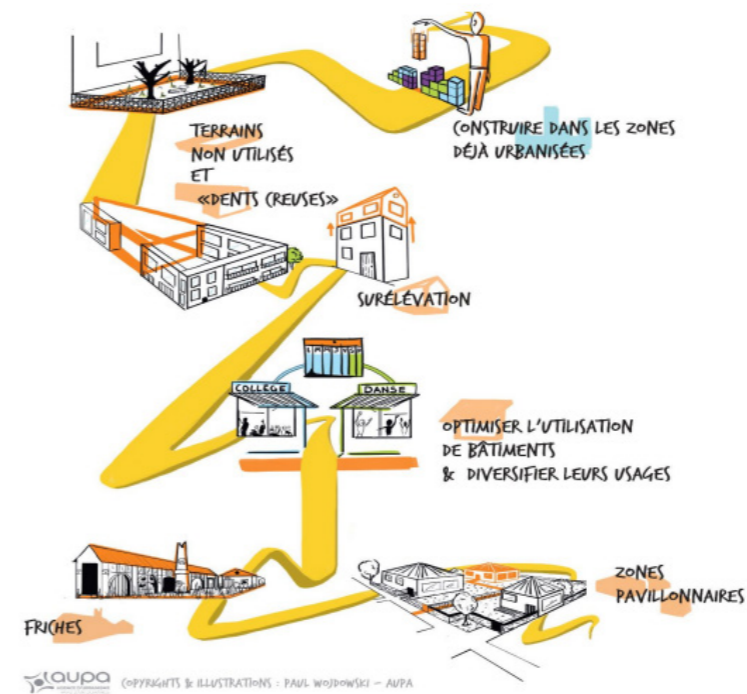 CONSTRUIRE DANS LES ZONES
DÉJÀ URBANISÉES
TERRAINS
NON UTILISÉS
ET
«DENTS CREUSES»
SURÉLÉVATION
L M M J V S D
COLLÈGE
DANSE
OPTIMISER L'UTILISATION
DE BÂTIMENTS
& DIVERSIFIER LEURS USAGES
ZONES
PAVILLONNAIRES
FRICHES
aupa
COPYRIGHTS & ILLUSTRATIONS : PAUL WOJDOWSKI – AUPA